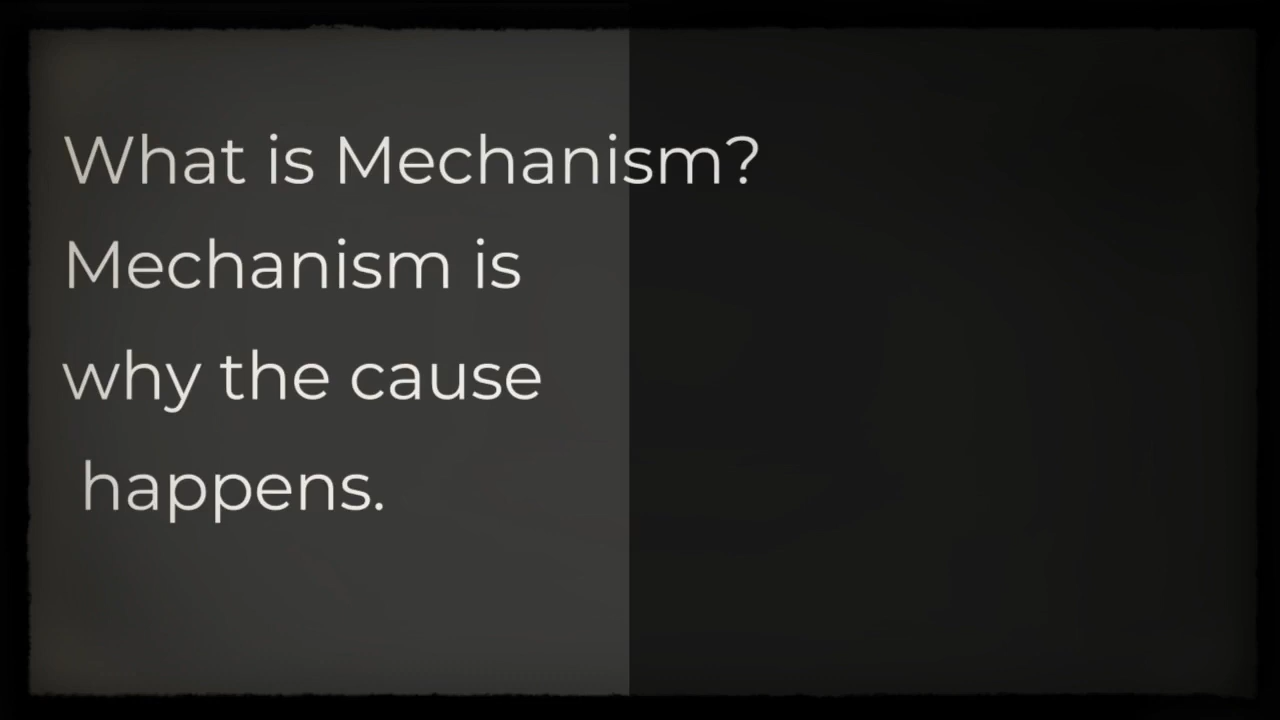 What is Mechanism?
Mechanism is
why the cause
happens.